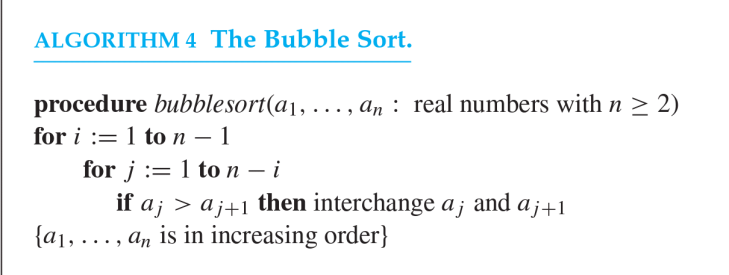 ALGORITHM 4 The Bubble Sort.
procedure bubblesort(a₁, . . . , aₙ : real numbers with n ≥ 2)
for i := 1 to n − 1
for j := 1 to n − i
if aⱼ > aⱼ₊₁ then interchange aⱼ and aⱼ₊₁
{a₁, . . . , aₙ is in increasing order}